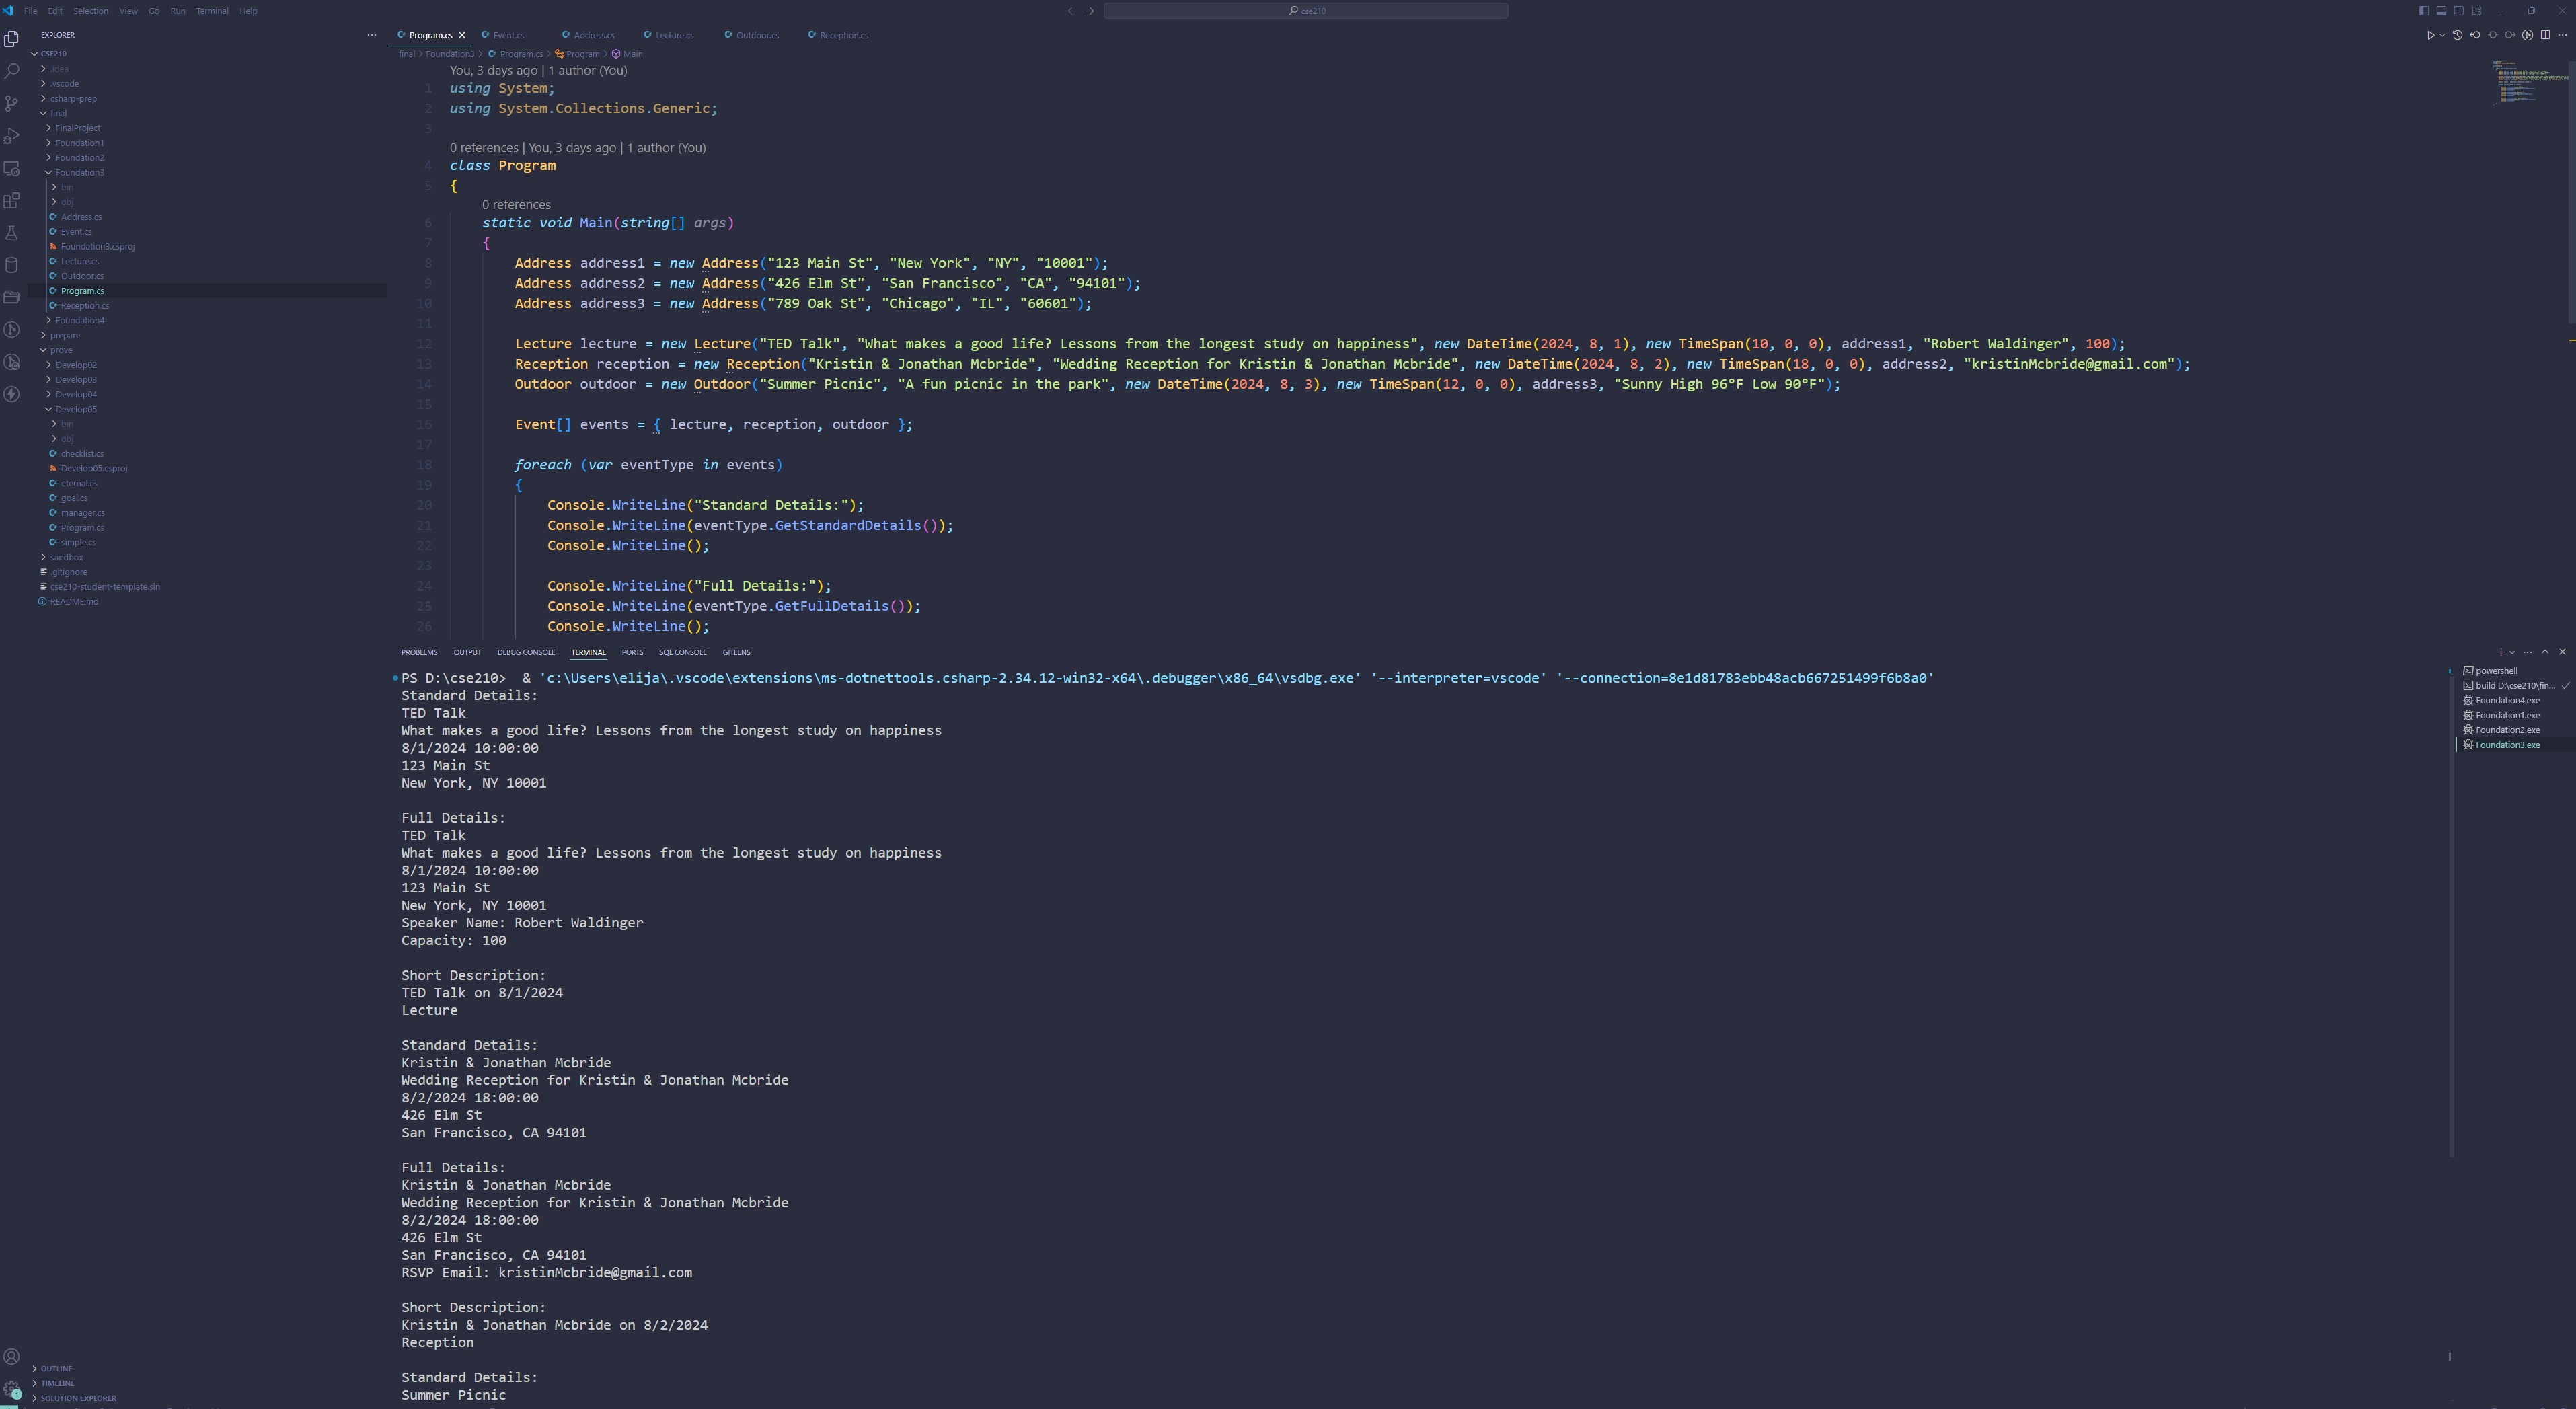 File Edit Selection View Go Run Terminal Help
cse210
EXPLORER
CSE210
.idea
.vscode
csharp-prep
final
FinalProject
Foundation1
Foundation2
Foundation3
bin
obj
Address.cs
Event.cs
Foundation3.csproj
Lecture.cs
Outdoor.cs
Program.cs
Reception.cs
Foundation4
prepare
prove
Develop02
Develop03
Develop04
Develop05
bin
obj
checklist.cs
Develop05.csproj
eternal.cs
goal.cs
manager.cs
Program.cs
simple.cs
sandbox
.gitignore
cse210-student-template.sln
README.md
OUTLINE
TIMELINE
SOLUTION EXPLORER
1
Program.cs Event.cs Address.cs Lecture.cs Outdoor.cs Reception.cs
final > Foundation3 > Program.cs > Program > Main
You, 3 days ago | 1 author (You)
1 using System;
2 using System.Collections.Generic;
3
0 references | You, 3 days ago | 1 author (You)
4 class Program
5 {
0 references
6 static void Main(string[] args)
7 {
8 Address address1 = new Address("123 Main St", "New York", "NY", "10001");
9 Address address2 = new Address("426 Elm St", "San Francisco", "CA", "94101");
10 Address address3 = new Address("789 Oak St", "Chicago", "IL", "60601");
11
12 Lecture lecture = new Lecture("TED Talk", "What makes a good life? Lessons from the longest study on happiness", new DateTime(2024, 8, 1), new TimeSpan(10, 0, 0), address1, "Robert Waldinger", 100);
13 Reception reception = new Reception("Kristin & Jonathan Mcbride", "Wedding Reception for Kristin & Jonathan Mcbride", new DateTime(2024, 8, 2), new TimeSpan(18, 0, 0), address2, "kristinMcbride@gmail.com");
14 Outdoor outdoor = new Outdoor("Summer Picnic", "A fun picnic in the park", new DateTime(2024, 8, 3), new TimeSpan(12, 0, 0), address3, "Sunny High 96°F Low 90°F");
15
16 Event[] events = { lecture, reception, outdoor };
17
18 foreach (var eventType in events)
19 {
20 Console.WriteLine("Standard Details:");
21 Console.WriteLine(eventType.GetStandardDetails());
22 Console.WriteLine();
23
24 Console.WriteLine("Full Details:");
25 Console.WriteLine(eventType.GetFullDetails());
26 Console.WriteLine();
PROBLEMS OUTPUT DEBUG CONSOLE TERMINAL PORTS SQL CONSOLE GITLENS
PS D:\cse210> & 'c:\Users\elija\.vscode\extensions\ms-dotnettools.csharp-2.34.12-win32-x64\.debugger\x86_64\vsdbg.exe' '--interpreter=vscode' '--connection=8e1d81783ebb48acb667251499f6b8a0'
Standard Details:
TED Talk
What makes a good life? Lessons from the longest study on happiness
8/1/2024 10:00:00
123 Main St
New York, NY 10001

Full Details:
TED Talk
What makes a good life? Lessons from the longest study on happiness
8/1/2024 10:00:00
123 Main St
New York, NY 10001
Speaker Name: Robert Waldinger
Capacity: 100

Short Description:
TED Talk on 8/1/2024
Lecture

Standard Details:
Kristin & Jonathan Mcbride
Wedding Reception for Kristin & Jonathan Mcbride
8/2/2024 18:00:00
426 Elm St
San Francisco, CA 94101

Full Details:
Kristin & Jonathan Mcbride
Wedding Reception for Kristin & Jonathan Mcbride
8/2/2024 18:00:00
426 Elm St
San Francisco, CA 94101
RSVP Email: kristinMcbride@gmail.com

Short Description:
Kristin & Jonathan Mcbride on 8/2/2024
Reception

Standard Details:
Summer Picnic
powershell
build D:\cse210\fin...
Foundation4.exe
Foundation1.exe
Foundation2.exe
Foundation3.exe